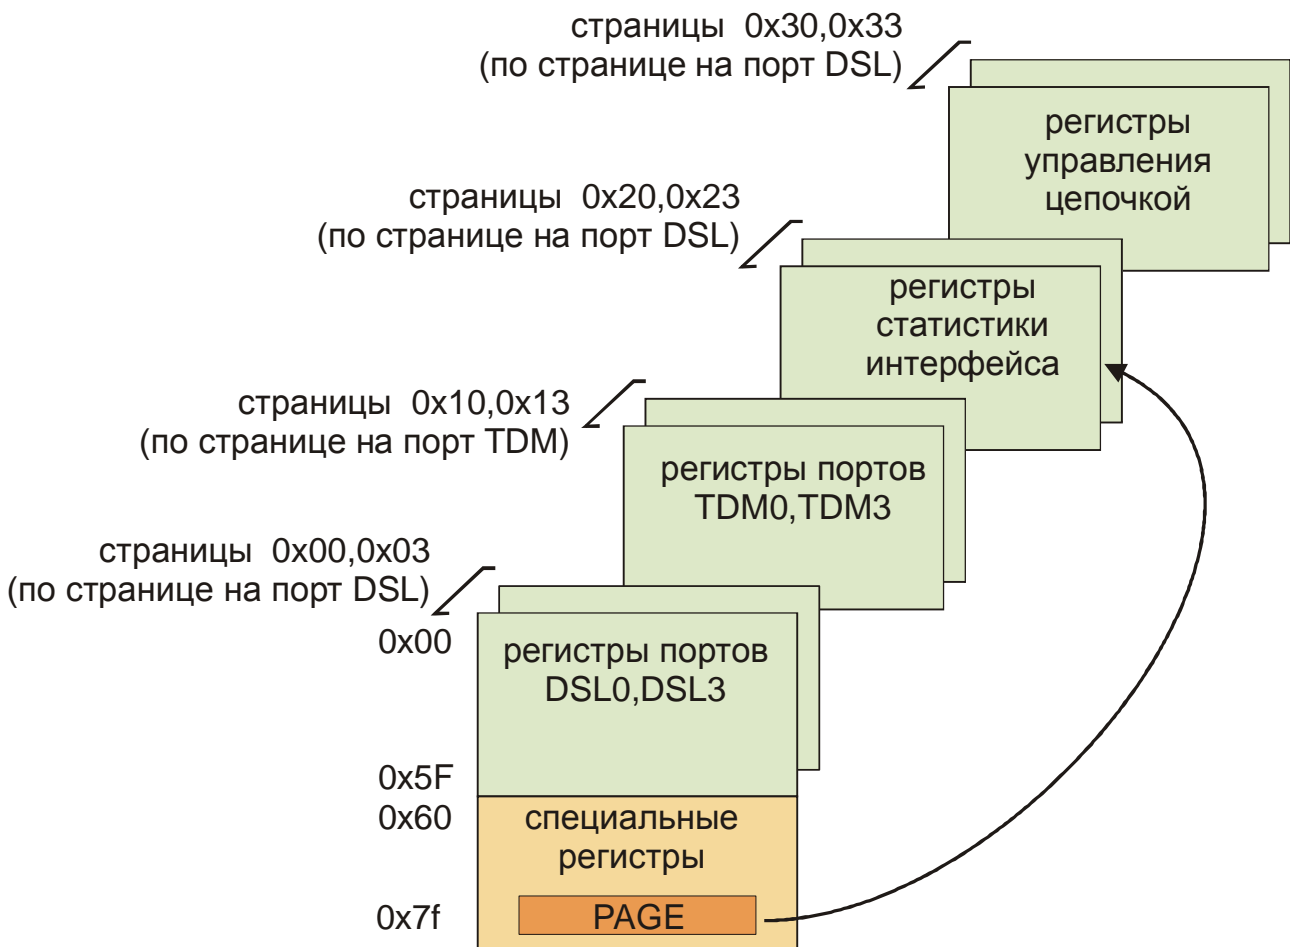 страницы 0x30,0x33
(по странице на порт DSL)
регистры
управления
цепочкой
страницы 0x20,0x23
(по странице на порт DSL)
регистры
статистики
интерфейса
страницы 0x10,0x13
(по странице на порт TDM)
регистры портов
TDM0,TDM3
страницы 0x00,0x03
(по странице на порт DSL)
0x00
регистры портов
DSL0,DSL3
0x5F
0x60
специальные
регистры
0x7f
PAGE